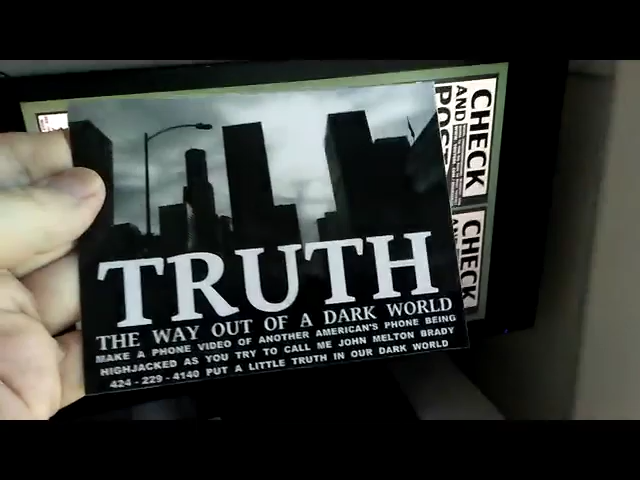 TRUTH
THE WAY OUT OF A DARK WORLD
MAKE A PHONE VIDEO OF ANOTHER AMERICAN'S PHONE BEING
HIGHJACKED AS YOU TRY TO CALL ME JOHN MELTON BRADY
424 - 229 - 4140 PUT A LITTLE TRUTH IN OUR DARK WORLD
CHECK
AND
CHECK